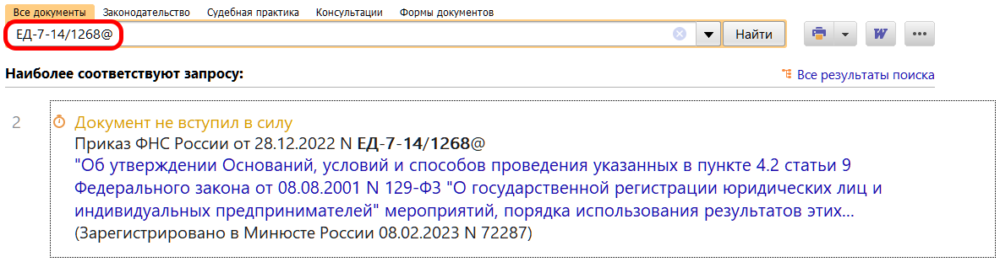 Все документы Законодательство Судебная практика Консультации Формы документов
ЕД-7-14/1268@ Найти W
Наиболее соответствуют запросу: Все результаты поиска
2 Документ не вступил в силу
Приказ ФНС России от 28.12.2022 N ЕД-7-14/1268@
"Об утверждении Оснований, условий и способов проведения указанных в пункте 4.2 статьи 9
Федерального закона от 08.08.2001 N 129-ФЗ "О государственной регистрации юридических лиц и
индивидуальных предпринимателей" мероприятий, порядка использования результатов этих...
(Зарегистрировано в Минюсте России 08.02.2023 N 72287)